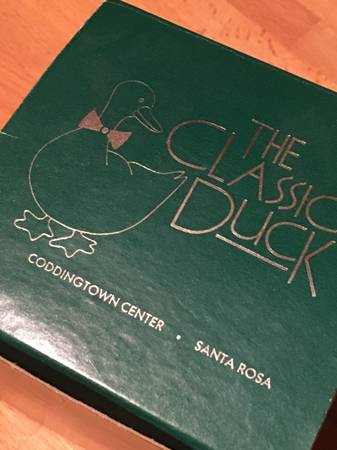 THE
CLASSIC
DUCK
CODDINGTOWN CENTER • SANTA ROSA